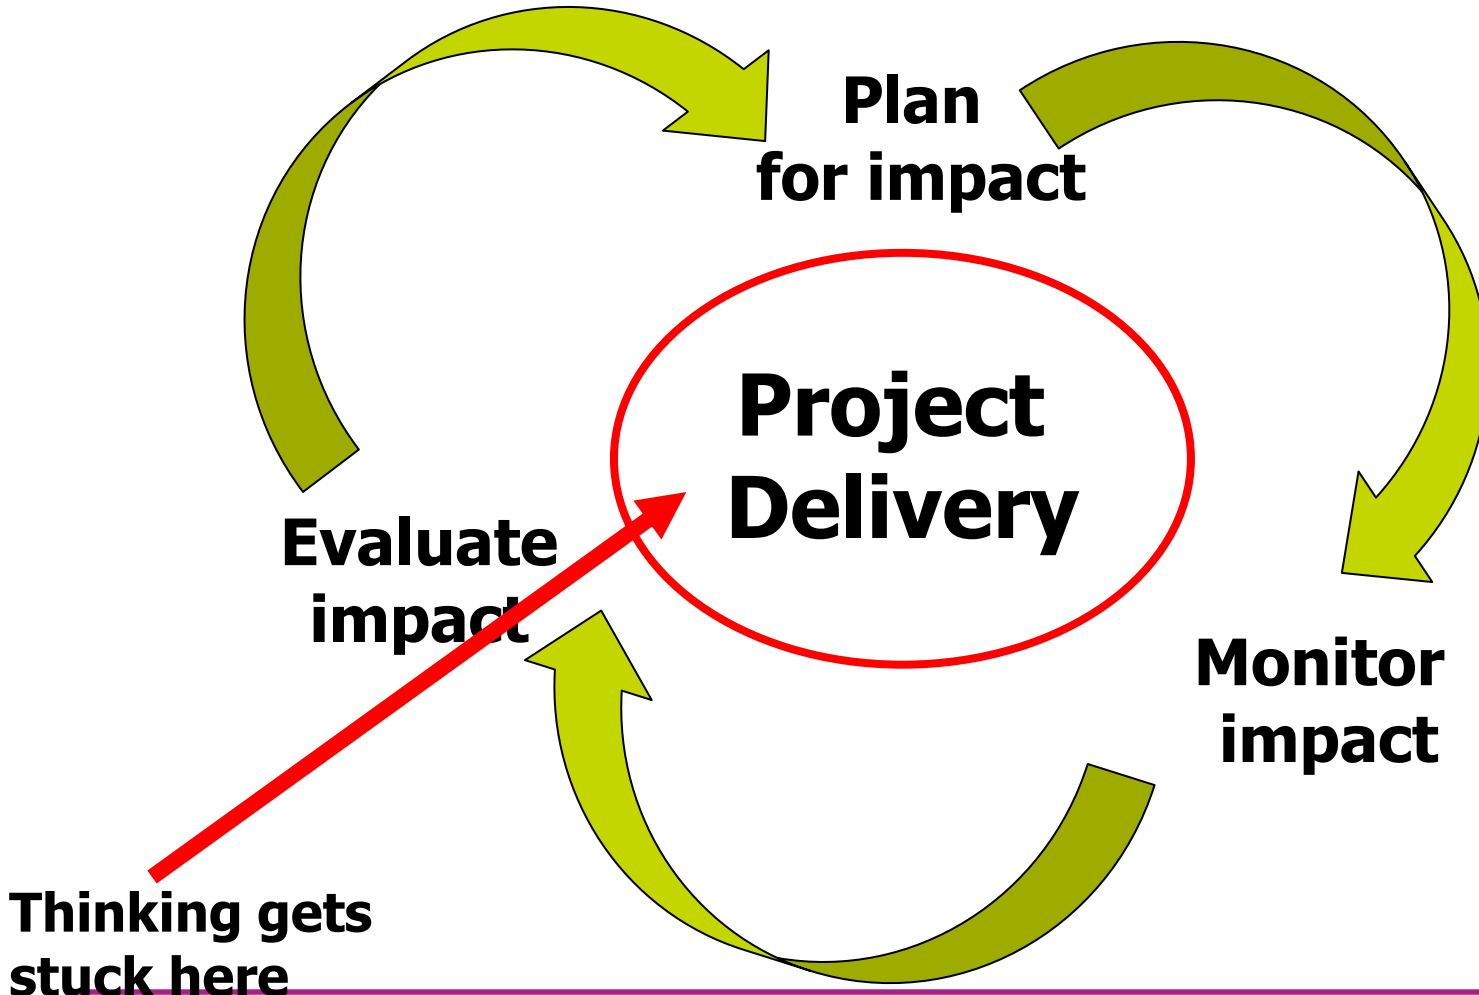 Plan
for impact
Project
Delivery
Evaluate
impact
Monitor
impact
Thinking gets
stuck here